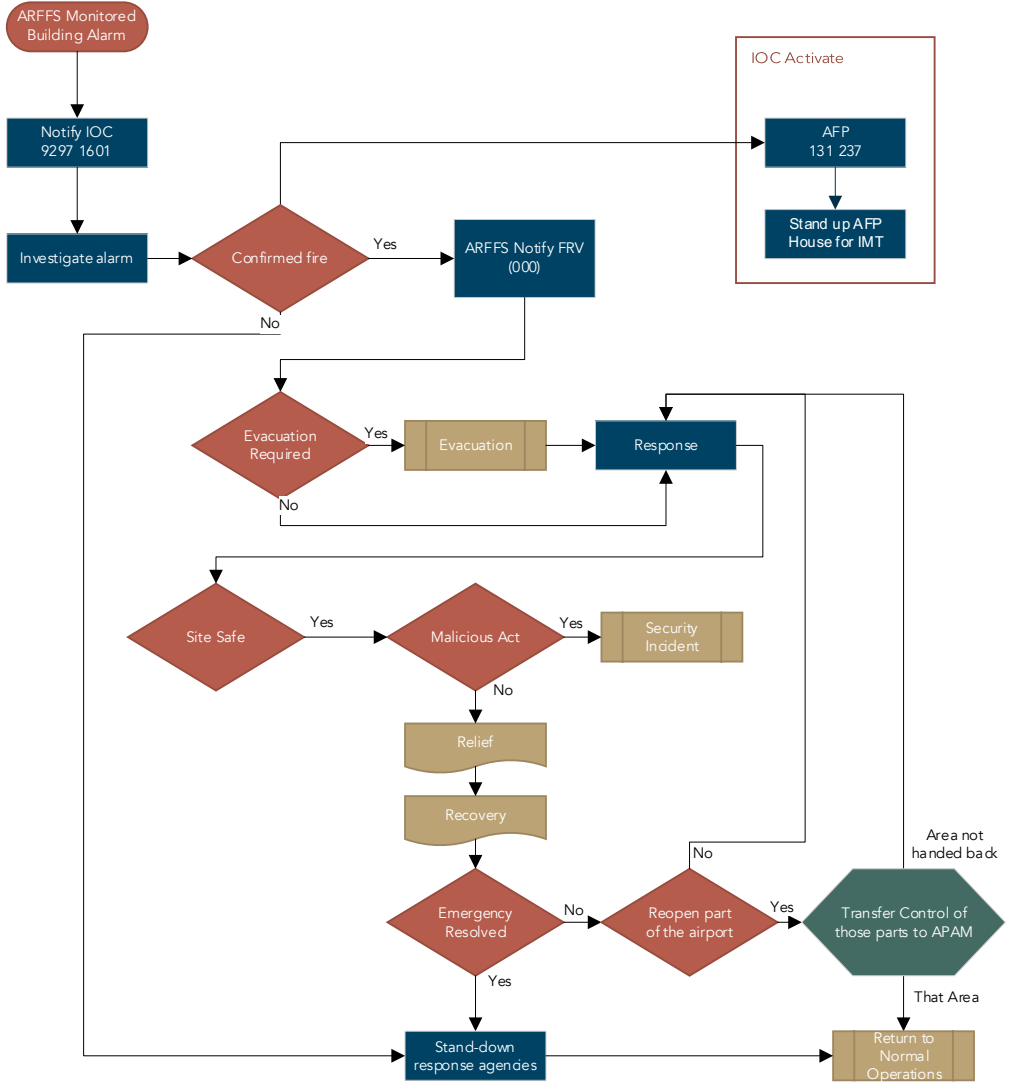 ARFFS Monitored
Building Alarm
IOC Activate
Notify IOC
9297 1601
AFP
131 237
Stand up AFP
House for IMT
Investigate alarm
Confirmed fire
Yes
ARFFS Notify FRV
(000)
No
Evacuation
Required
Yes
Evacuation
Response
No
Site Safe
Yes
Malicious Act
Yes
Security
Incident
No
Relief
Recovery
Area not
handed back
No
Emergency
Resolved
No
Reopen part
of the airport
Yes
Transfer Control of
those parts to APAM
Yes
That Area
Stand-down
response agencies
Return to
Normal
Operations